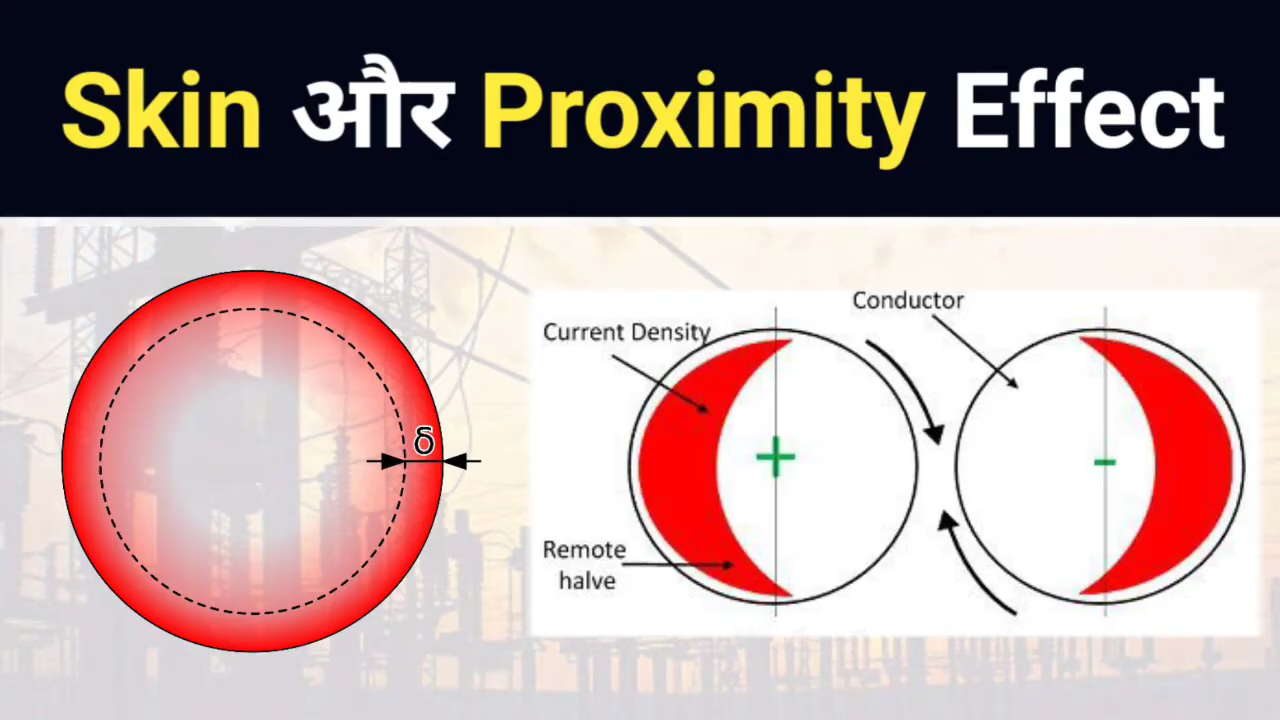 Skin और Proximity Effect
δ
Conductor
Current Density
+
-
Remote
halve